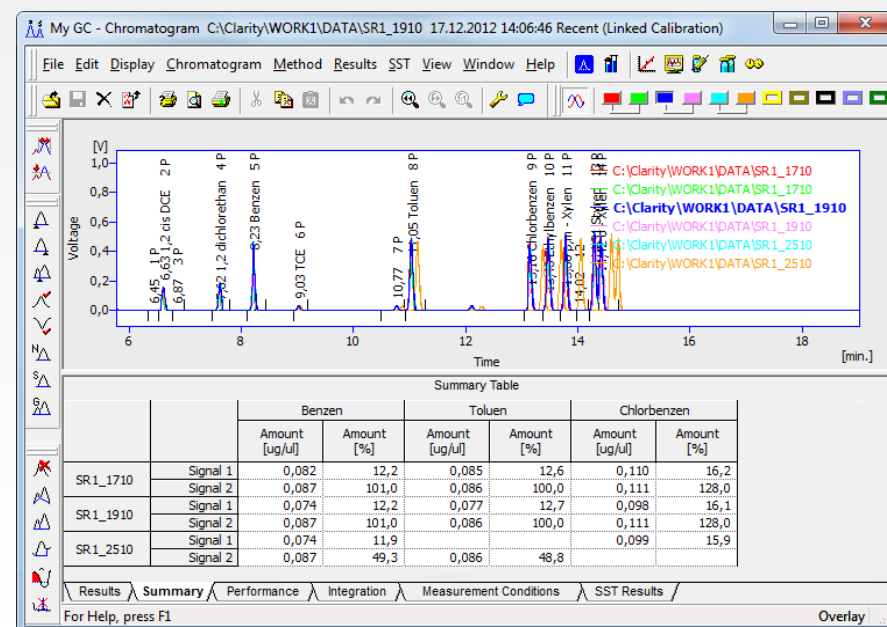 My GC - Chromatogram C:\Clarity\WORK1\DATA\SR1_1910 17.12.2012 14:06:46 Recent (Linked Calibration)
File Edit Display Chromatogram Method Results SST View Window Help
[V]
1,0
0,8
0,6
0,4
0,2
0,0
Voltage
6,45 1 P
6,63 1,2 cis DCE 2 P
6,87 3 P
1,2 dichlorethan 4 P
8,23 Benzen 5 P
9,03 TCE 6 P
10,77 7 P
Toluen 8 P
Chlorbenzen 9 P
10 P
Xylen 11 P
14,02 12
C:\Clarity\WORK1\DATA\SR1_1710
C:\Clarity\WORK1\DATA\SR1_1710
C:\Clarity\WORK1\DATA\SR1_1910
C:\Clarity\WORK1\DATA\SR1_1910
C:\Clarity\WORK1\DATA\SR1_2510
C:\Clarity\WORK1\DATA\SR1_2510
6 8 10 12 14 16 18
Time
[min.]
Summary Table
Benzen Toluen Chlorbenzen
Amount [ug/ul] Amount [%] Amount [ug/ul] Amount [%] Amount [ug/ul] Amount [%]
SR1_1710 Signal 1 0,082 12,2 0,085 12,6 0,110 16,2
Signal 2 0,087 101,0 0,086 100,0 0,111 128,0
SR1_1910 Signal 1 0,074 12,2 0,077 12,7 0,098 16,1
Signal 2 0,087 101,0 0,086 100,0 0,111 128,0
SR1_2510 Signal 1 0,074 11,9 0,099 15,9
Signal 2 0,087 49,3 0,086 48,8
Results Summary Performance Integration Measurement Conditions SST Results
For Help, press F1 Overlay